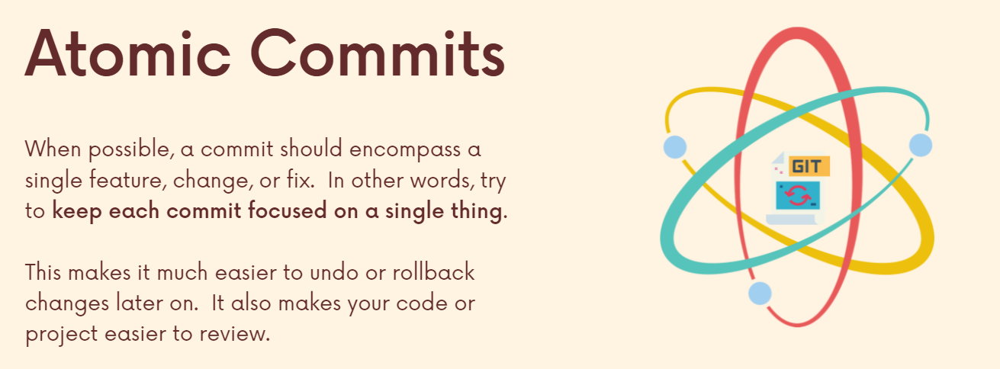 Atomic Commits
When possible, a commit should encompass a
single feature, change, or fix.  In other words, try
to keep each commit focused on a single thing.
This makes it much easier to undo or rollback
changes later on.  It also makes your code or
project easier to review.
GIT